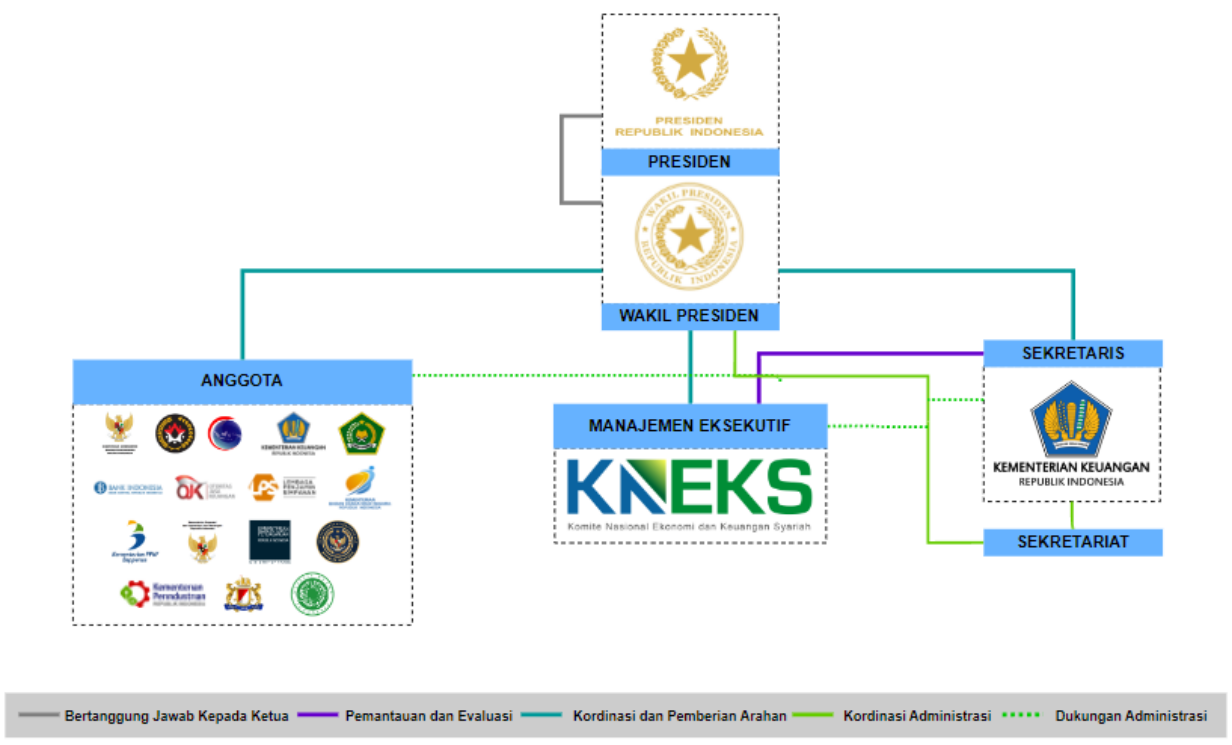 PRESIDEN
REPUBLIK INDONESIA
PRESIDEN
WAKIL PRESIDEN
REPUBLIK INDONESIA
WAKIL PRESIDEN
ANGGOTA
SEKRETARIS
MANAJEMEN EKSEKUTIF
KNEKS
Komite Nasional Ekonomi dan Keuangan Syariah
KEMENTERIAN KEUANGAN
REPUBLIK INDONESIA
SEKRETARIAT
KEMENTERIAN KEUANGAN
REPUBLIK INDONESIA
BANK INDONESIA
OJK
OTORITAS
JASA
KEUANGAN
LPS
LEMBAGA
PENJAMIN
SIMPANAN
Kementerian PPN/
Bappenas
Kementerian
Perindustrian
REPUBLIK INDONESIA
Bertanggung Jawab Kepada Ketua
Pemantauan dan Evaluasi
Kordinasi dan Pemberian Arahan
Kordinasi Administrasi
Dukungan Administrasi